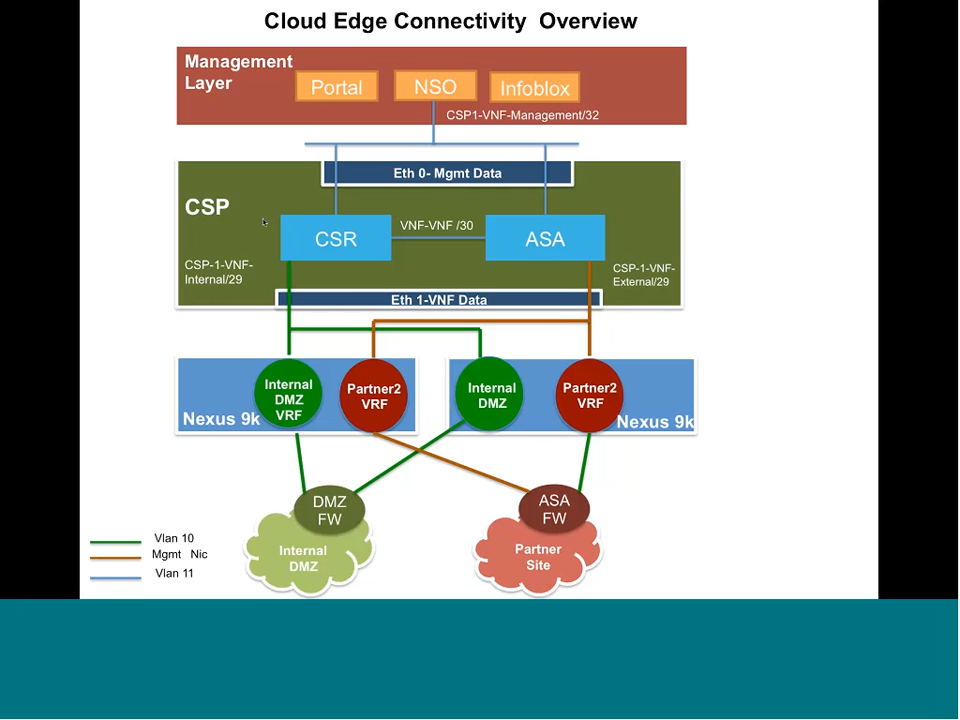 Cloud Edge Connectivity Overview
Management
Layer
Portal
NSO
Infoblox
CSP1-VNF-Management/32
Eth 0- Mgmt Data
CSP
CSR
VNF-VNF /30
ASA
CSP-1-VNF-
Internal/29
CSP-1-VNF-
External/29
Eth 1-VNF Data
Internal
DMZ
VRF
Partner2
VRF
Internal
DMZ
Partner2
VRF
Nexus 9k
Nexus 9k
DMZ
FW
ASA
FW
Internal
DMZ
Partner
Site
Vlan 10
Mgmt Nic
Vlan 11